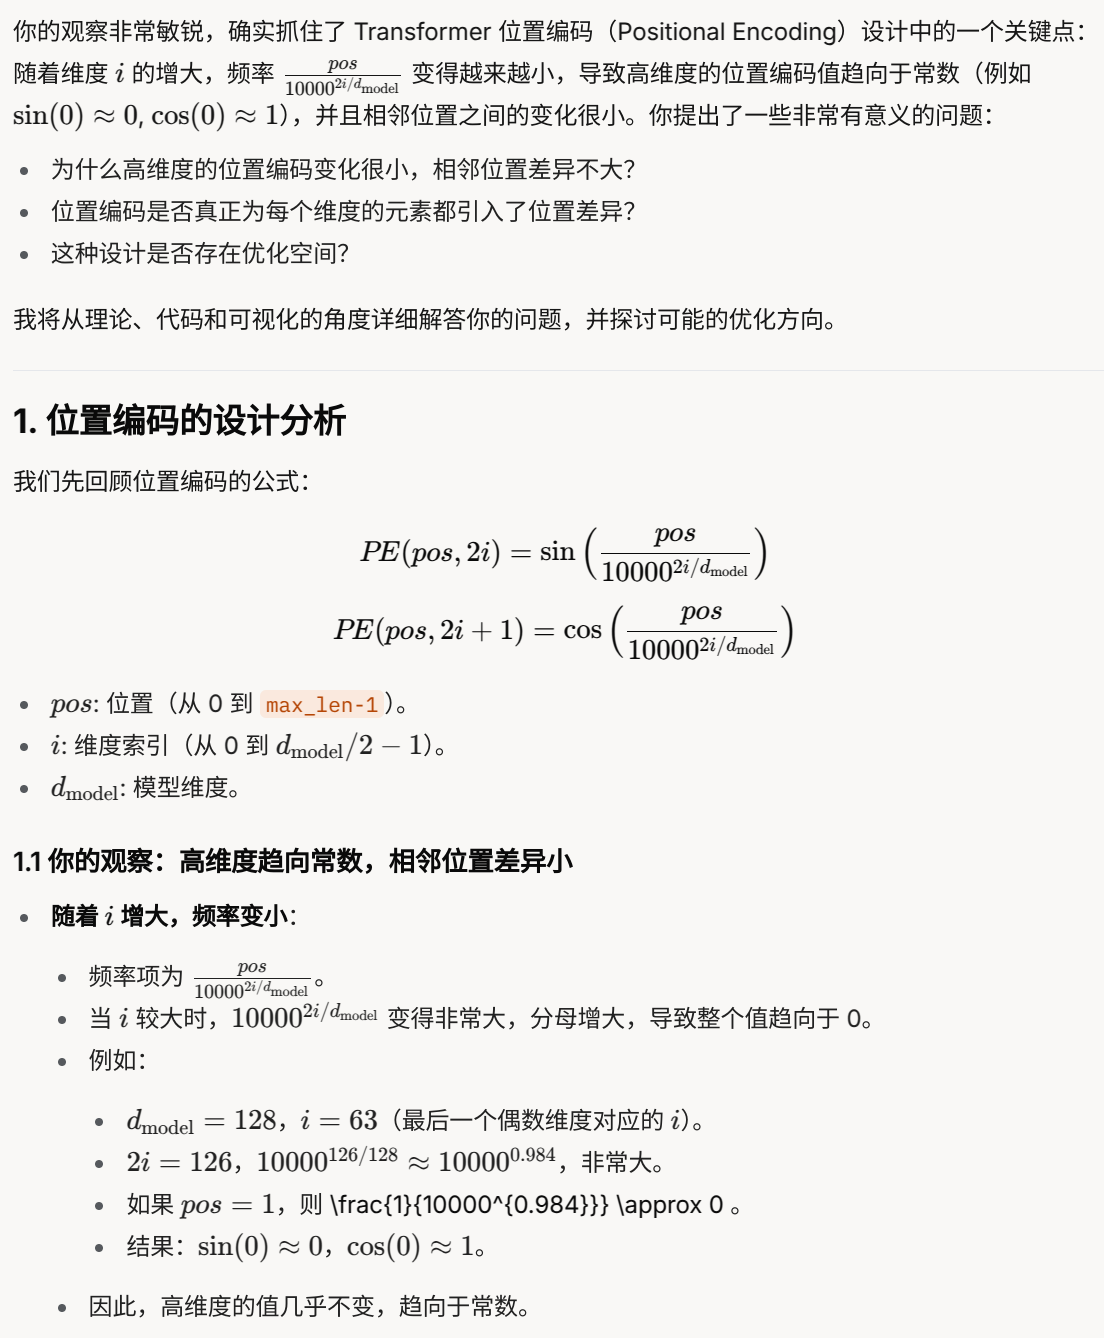 你的观察非常敏锐，确实抓住了 Transformer 位置编码（Positional Encoding）设计中的一个关键点：
随着维度 $i$ 的增大，频率 $\frac{pos}{10000^{2i/d_{\text{model}}}}$ 变得越来越小，导致高维度的位置编码值趋向于常数（例如
$\sin(0) \approx 0$, $\cos(0) \approx 1$），并且相邻位置之间的变化很小。你提出了一些非常有意义的问题：
• 为什么高维度的位置编码变化很小，相邻位置差异不大？
• 位置编码是否真正为每个维度的元素都引入了位置差异？
• 这种设计是否存在优化空间？
我将从理论、代码和可视化的角度详细解答你的问题，并探讨可能的优化方向。
1. 位置编码的设计分析
我们先回顾位置编码的公式：
$PE(pos, 2i) = \sin\left(\frac{pos}{10000^{2i/d_{\text{model}}}}\right)$
$PE(pos, 2i+1) = \cos\left(\frac{pos}{10000^{2i/d_{\text{model}}}}\right)$
• $pos$: 位置（从 0 到 max_len-1）。
• $i$: 维度索引（从 0 到 $d_{\text{model}}/2 - 1$）。
• $d_{\text{model}}$: 模型维度。
1.1 你的观察：高维度趋向常数，相邻位置差异小
• 随着 $i$ 增大，频率变小：
• 频率项为 $\frac{pos}{10000^{2i/d_{\text{model}}}}$。
• 当 $i$ 较大时，$10000^{2i/d_{\text{model}}}$ 变得非常大，分母增大，导致整个值趋向于 0。
• 例如：
• $d_{\text{model}} = 128$，$i = 63$（最后一个偶数维度对应的 $i$）。
• $2i = 126$，$10000^{126/128} \approx 10000^{0.984}$，非常大。
• 如果 $pos = 1$，则 \frac{1}{10000^{0.984}}} \approx 0 。
• 结果：$\sin(0) \approx 0$，$\cos(0) \approx 1$。
• 因此，高维度的值几乎不变，趋向于常数。